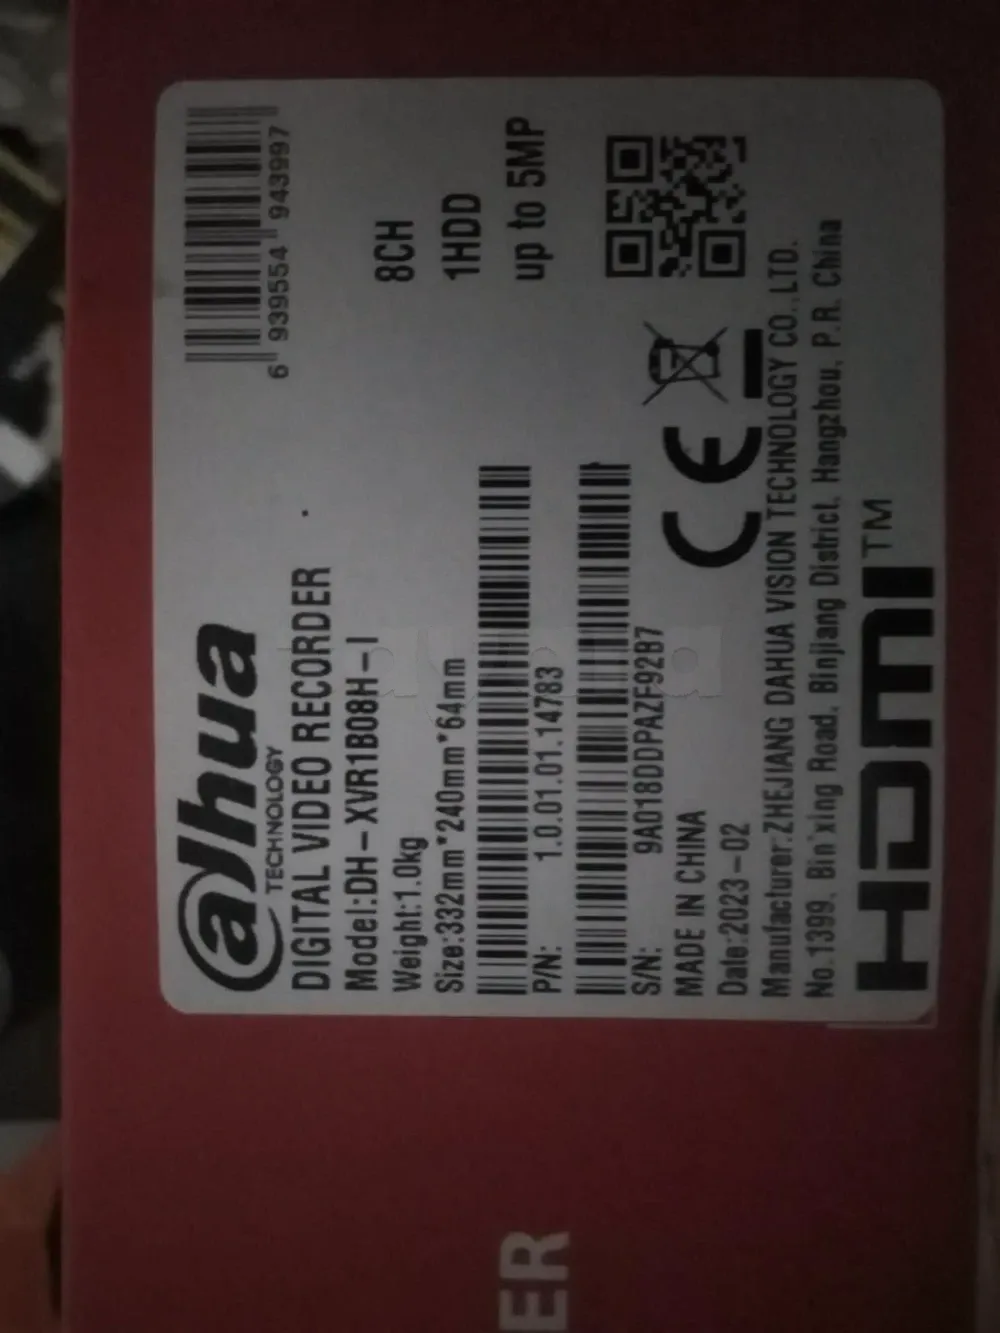 alhua
TECHNOLOGY
6 939554 943997
DIGITAL VIDEO RECORDER
Model:DH-XVR1B08H-I
8CH
Weight:1.0kg
1HDD
Size:332mm*240mm*64mm
up to 5MP
P/N: 1.0.01.01.14783
S/N: 9A018DDPAZF92B7
MADE IN CHINA
Date:2023-02
CE
Manufacturer:ZHEJIANG DAHUA VISION TECHNOLOGY CO.,LTD.
No.1399, Bin`xing Road, Binjiang District, Hangzhou, P.R. China
HDMI™
ER